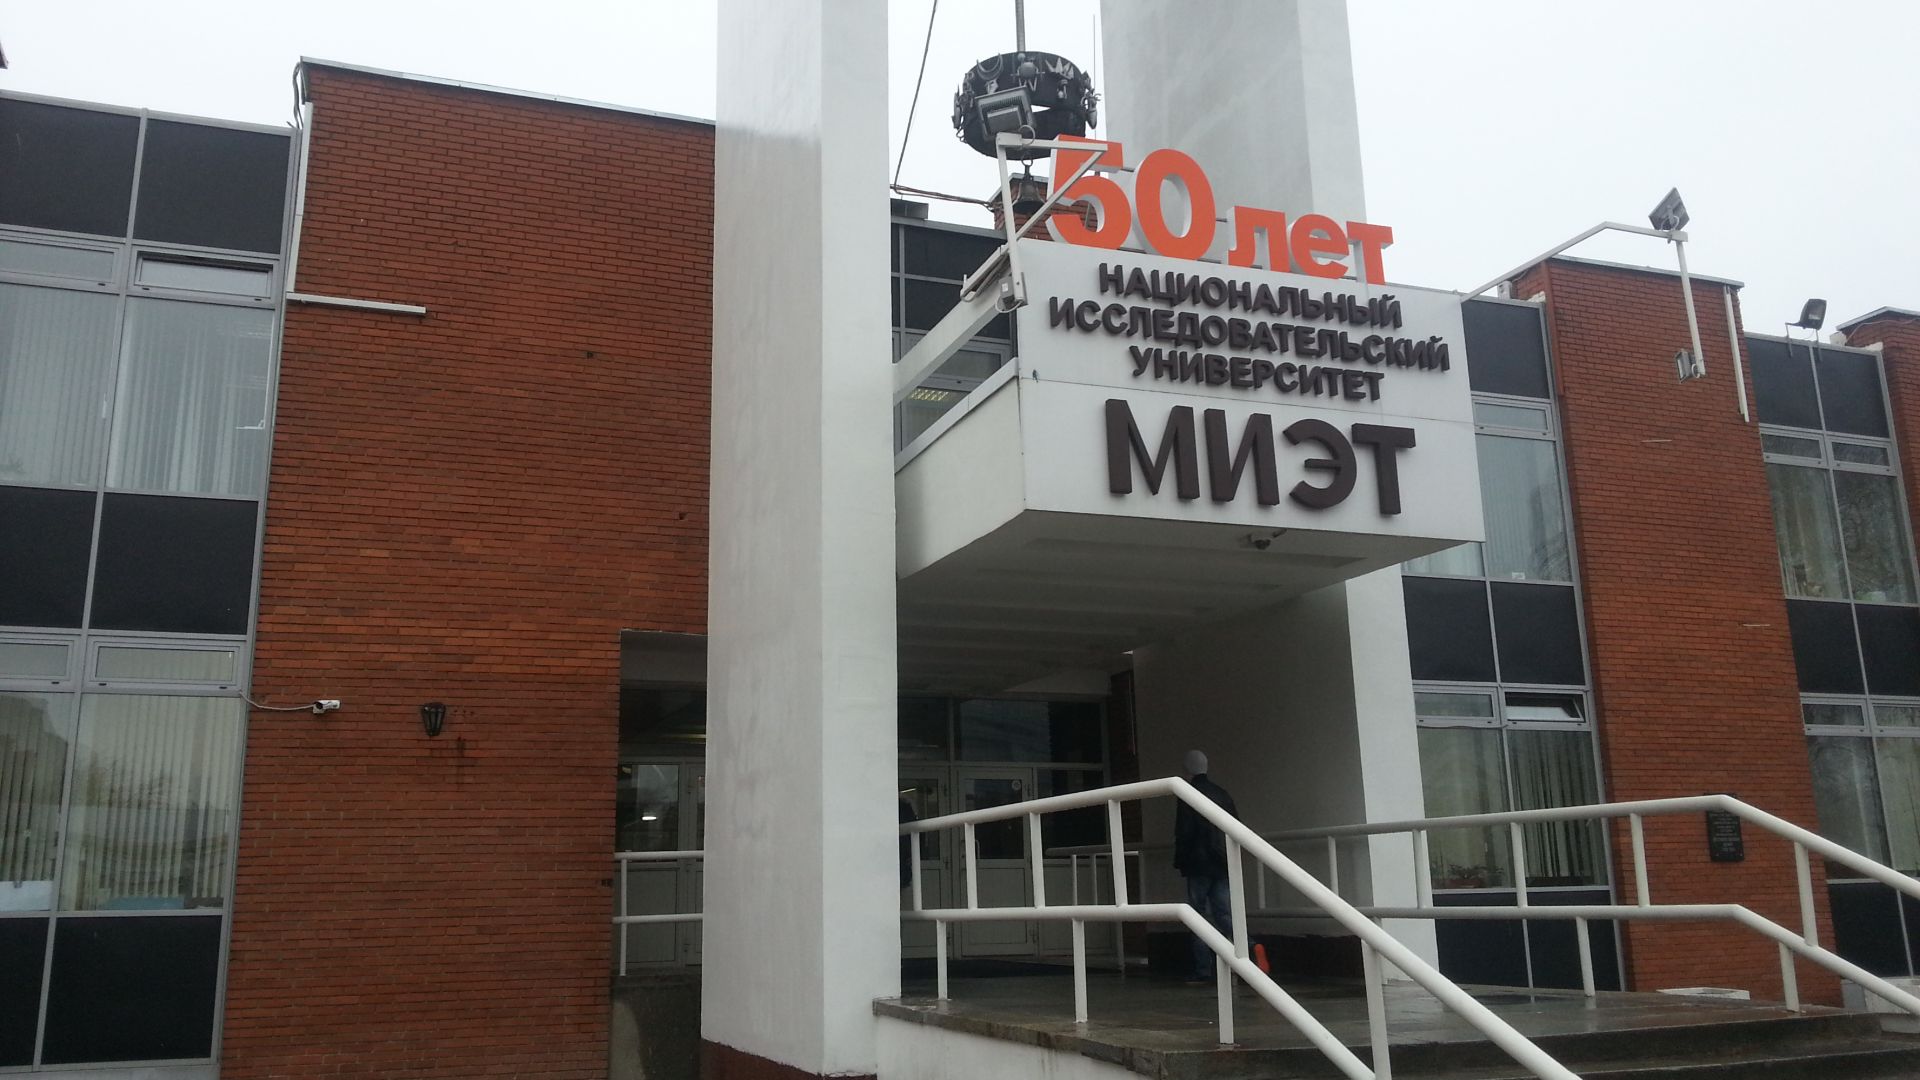 50 лет
НАЦИОНАЛЬНЫЙ
ИССЛЕДОВАТЕЛЬСКИЙ
УНИВЕРСИТЕТ
МИЭТ